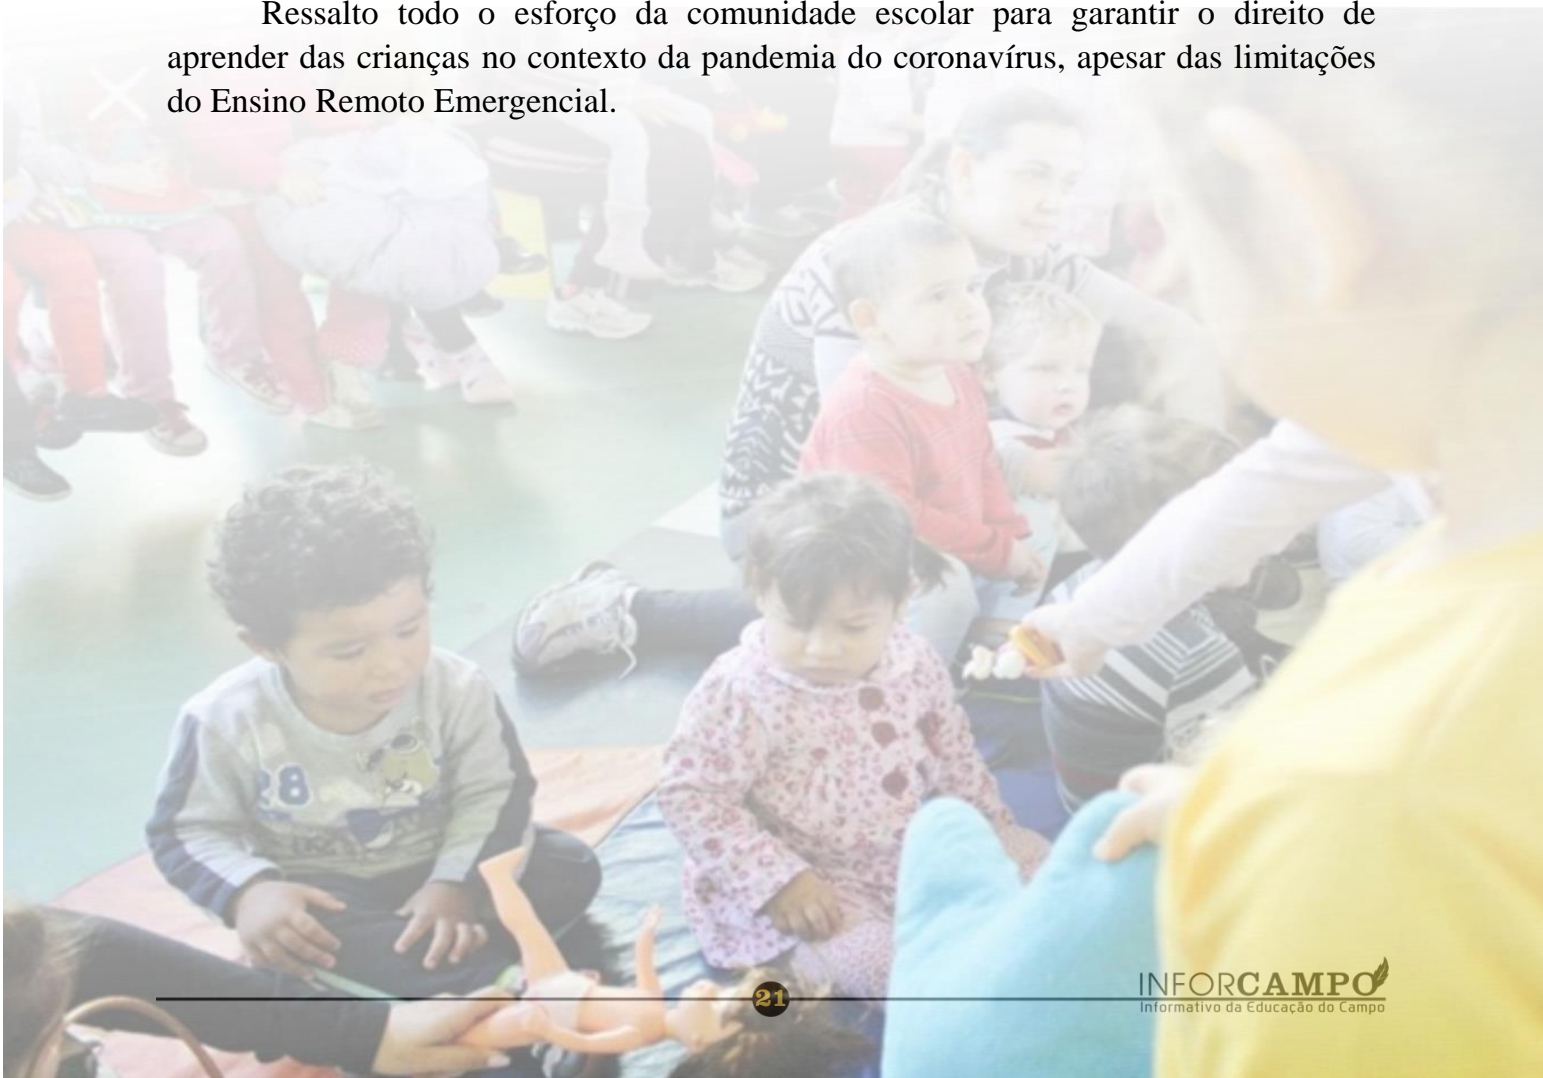 Ressalto todo o esforço da comunidade escolar para garantir o direito de
aprender das crianças no contexto da pandemia do coronavírus, apesar das limitações
do Ensino Remoto Emergencial.
28
21
INFORCAMPO
Informativo da Educação do Campo